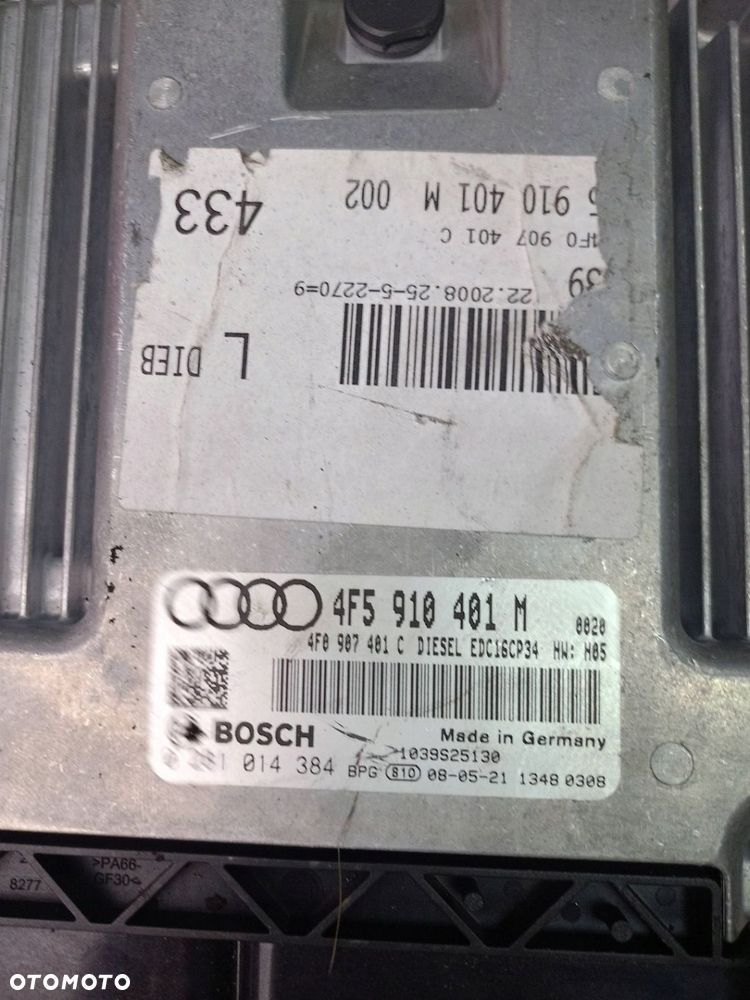 433
5 910 401 M 002
4F0 907 401 C
39
22.2008.25-5-2270=9
L DIEB
4F5 910 401 M 0020
4F0 907 401 C DIESEL EDC16CP34 HW: H05
BOSCH
Made in Germany
1039S25130
0 281 014 384 BPG 810 08-05-21 1348 0308
>PA66-
GF30<
8277
OTOMOTO